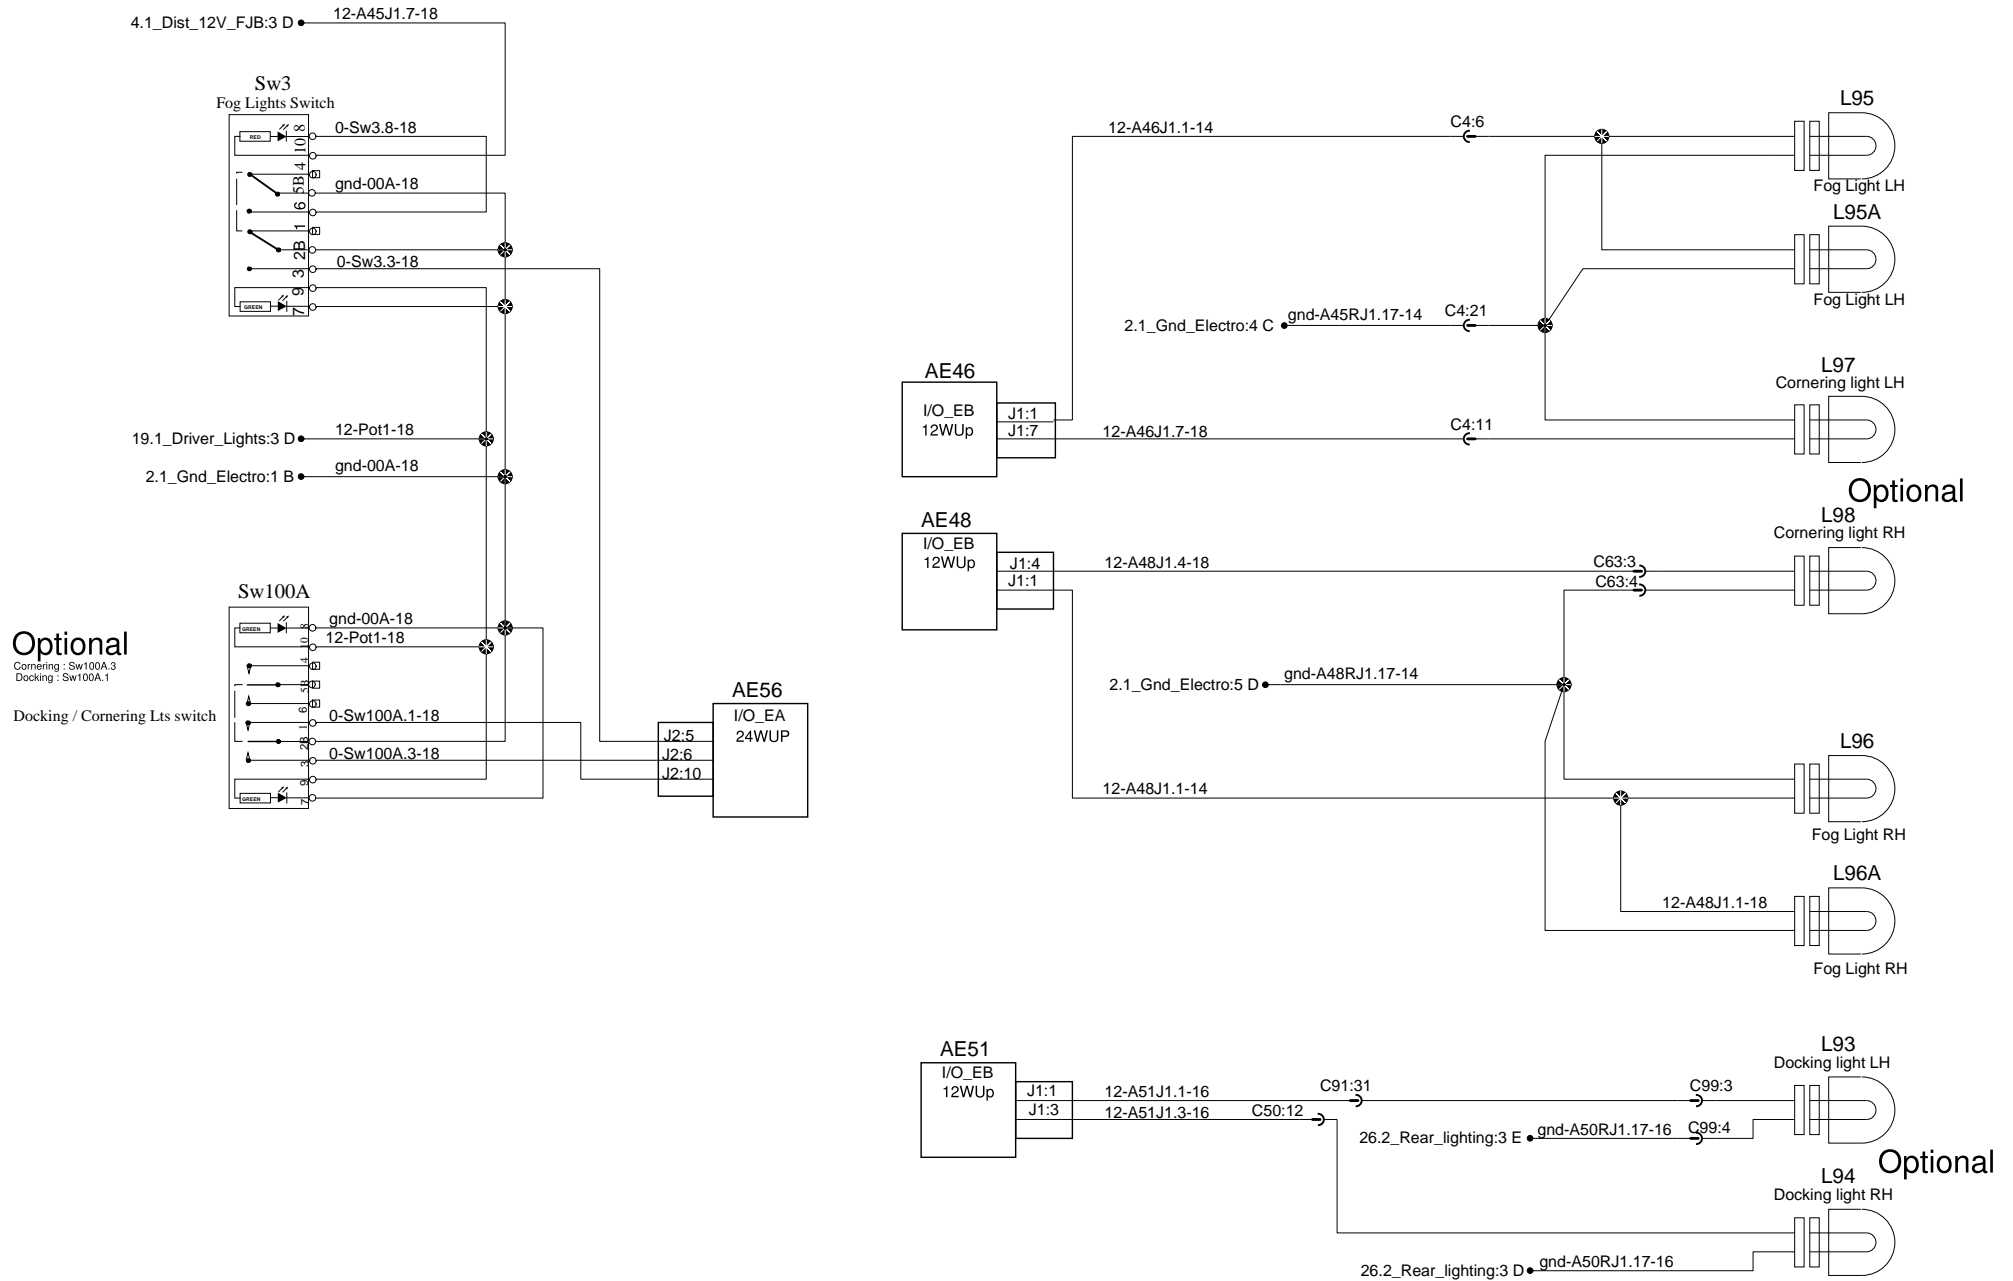 4.1_Dist_12V_FJB:3 D
12-A45J1.7-18
Sw3
Fog Lights Switch
RED
8
0-Sw3.8-18
10
4
5B
gnd-00A-18
6
1
2B
3
0-Sw3.3-18
9
GREEN
7
19.1_Driver_Lights:3 D
12-Pot1-18
2.1_Gnd_Electro:1 B
gnd-00A-18
Sw100A
GREEN
8
gnd-00A-18
10
12-Pot1-18
Optional
Cornering : Sw100A.3
Docking : Sw100A.1
Docking / Cornering Lts switch
4
5B
6
1
0-Sw100A.1-18
2B
3
0-Sw100A.3-18
9
GREEN
7
AE56
I/O_EA
24WUP
J2:5
J2:6
J2:10
AE46
I/O_EB
12WUp
J1:1
J1:7
12-A46J1.1-14
C4:6
L95
Fog Light LH
L95A
Fog Light LH
2.1_Gnd_Electro:4 C
gnd-A45RJ1.17-14
C4:21
12-A46J1.7-18
C4:11
L97
Cornering light LH
Optional
AE48
I/O_EB
12WUp
J1:4
J1:1
12-A48J1.4-18
C63:3
C63:4
L98
Cornering light RH
2.1_Gnd_Electro:5 D
gnd-A48RJ1.17-14
12-A48J1.1-14
L96
Fog Light RH
L96A
12-A48J1.1-18
Fog Light RH
AE51
I/O_EB
12WUp
J1:1
J1:3
12-A51J1.1-16
C91:31
C99:3
12-A51J1.3-16
C50:12
26.2_Rear_lighting:3 E
gnd-A50RJ1.17-16
C99:4
L93
Docking light LH
Optional
L94
Docking light RH
26.2_Rear_lighting:3 D
gnd-A50RJ1.17-16